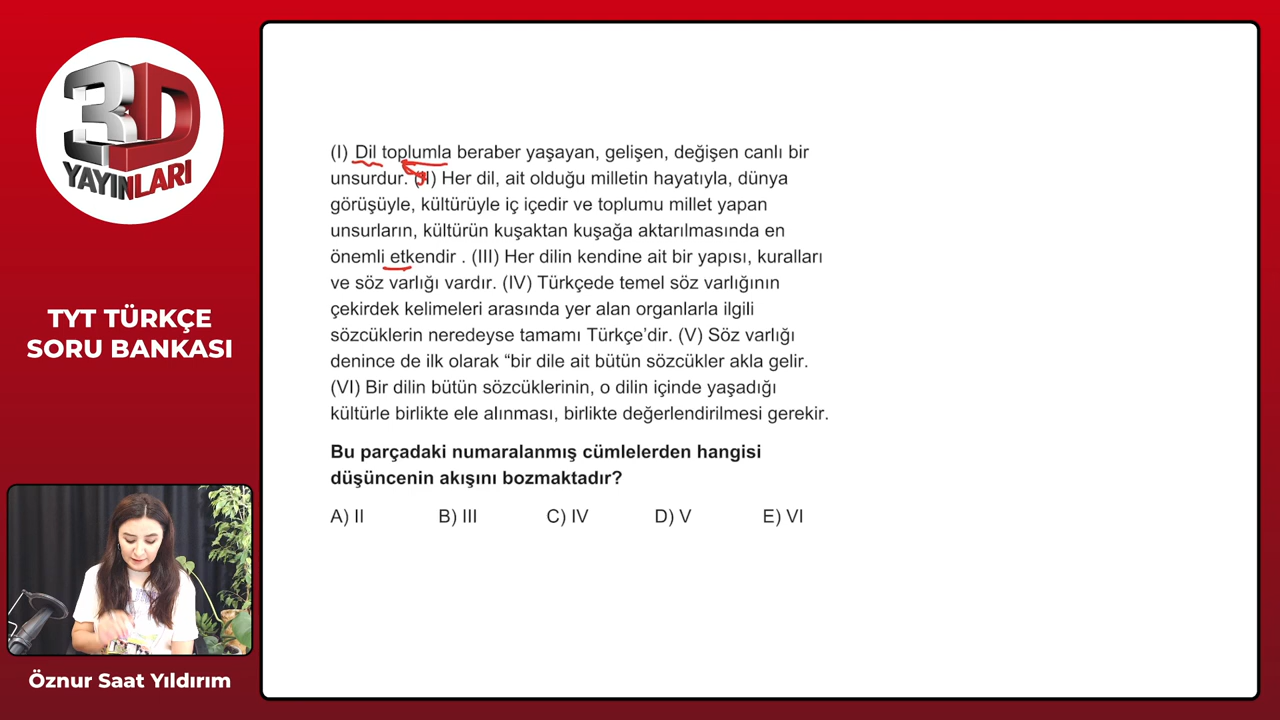 3D
YAYINLARI
TYT TÜRKÇE
SORU BANKASI
Öznur Saat Yıldırım
(I) Dil toplumla beraber yaşayan, gelişen, değişen canlı bir
unsurdur. (II) Her dil, ait olduğu milletin hayatıyla, dünya
görüşüyle, kültürüyle iç içedir ve toplumu millet yapan
unsurların, kültürün kuşaktan kuşağa aktarılmasında en
önemli etkendir . (III) Her dilin kendine ait bir yapısı, kuralları
ve söz varlığı vardır. (IV) Türkçede temel söz varlığının
çekirdek kelimeleri arasında yer alan organlarla ilgili
sözcüklerin neredeyse tamamı Türkçe’dir. (V) Söz varlığı
denince de ilk olarak “bir dile ait bütün sözcükler akla gelir.
(VI) Bir dilin bütün sözcüklerinin, o dilin içinde yaşadığı
kültürle birlikte ele alınması, birlikte değerlendirilmesi gerekir.
Bu parçadaki numaralanmış cümlelerden hangisi
düşüncenin akışını bozmaktadır?
A) II B) III C) IV D) V E) VI